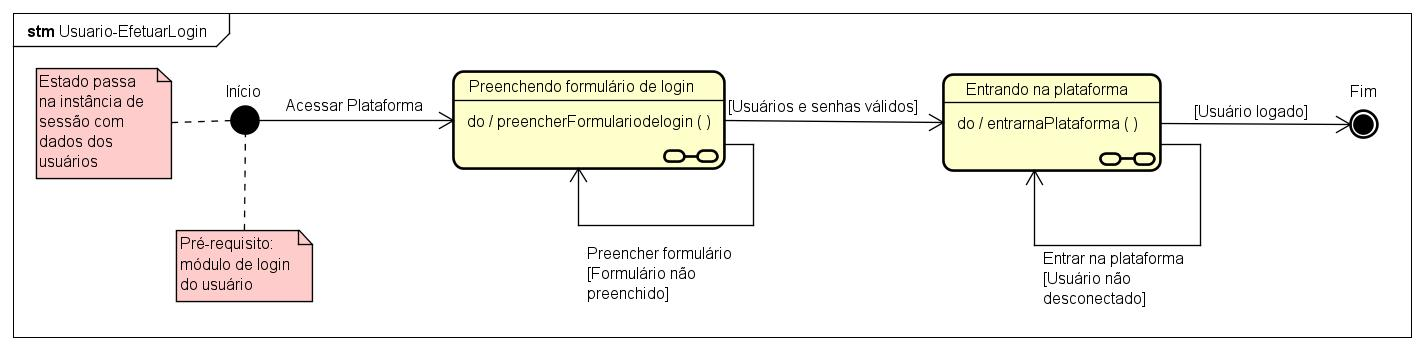 stm Usuario-EfetuarLogin
Estado passa
na instância de
sessão com
dados dos
usuários
Início
Acessar Plataforma
Pré-requisito:
módulo de login
do usuário
Preenchendo formulário de login
do / preencherFormulariodelogin ( )
[Usuários e senhas válidos]
Preencher formulário
[Formulário não
preenchido]
Entrando na plataforma
do / entrarnaPlataforma ( )
[Usuário logado]
Entrar na plataforma
[Usuário não
desconectado]
Fim